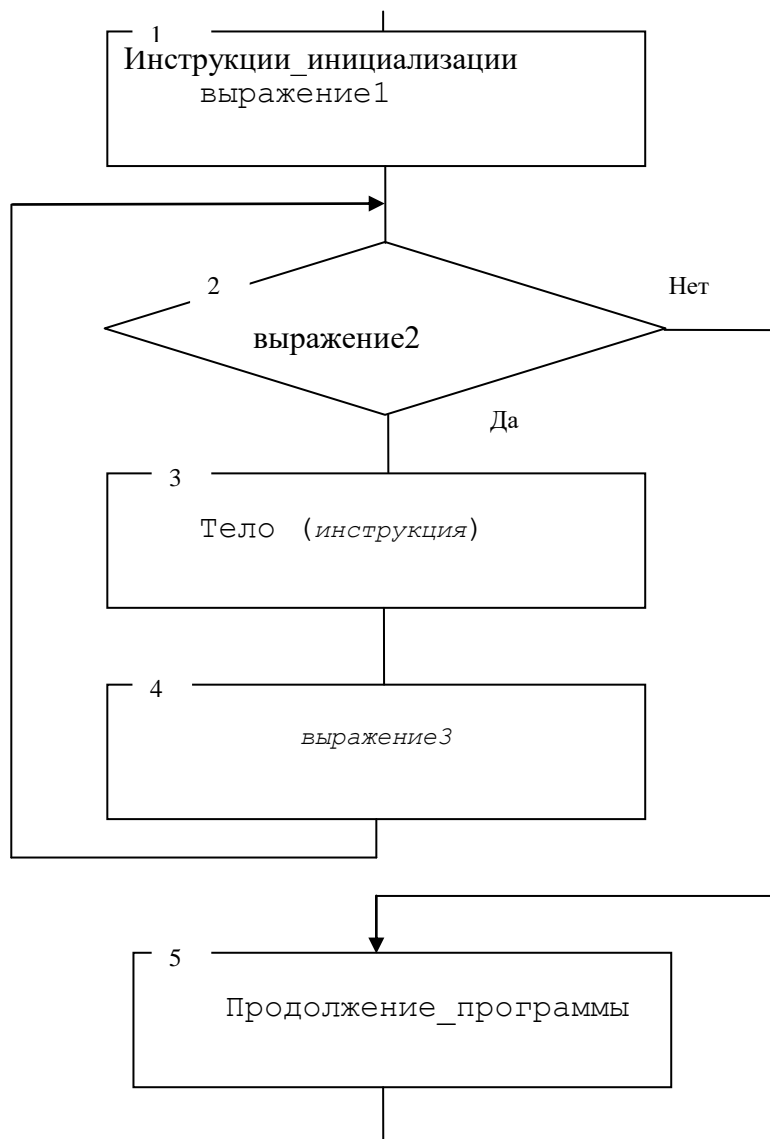 1
Инструкции_инициализации
выражение1
2
Нет
выражение2
Да
3
Тело (инструкция)
4
выражение3
5
Продолжение_программы